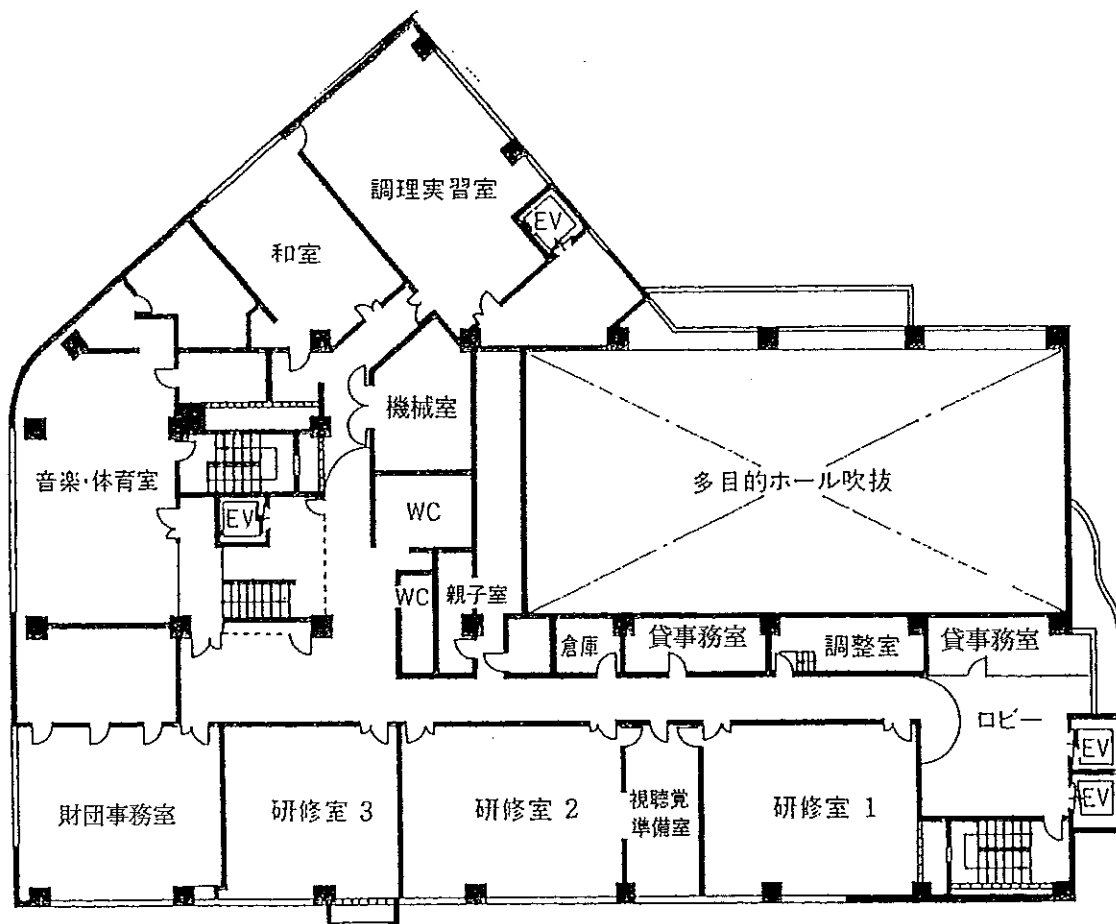 調理実習室
EV
和室
機械室
多目的ホール吹抜
音楽・体育室
WC
EV
WC
親子室
倉庫
貸事務室
調整室
貸事務室
ロビー
EV
EV
財団事務室
研修室 3
研修室 2
視聴覚
準備室
研修室 1